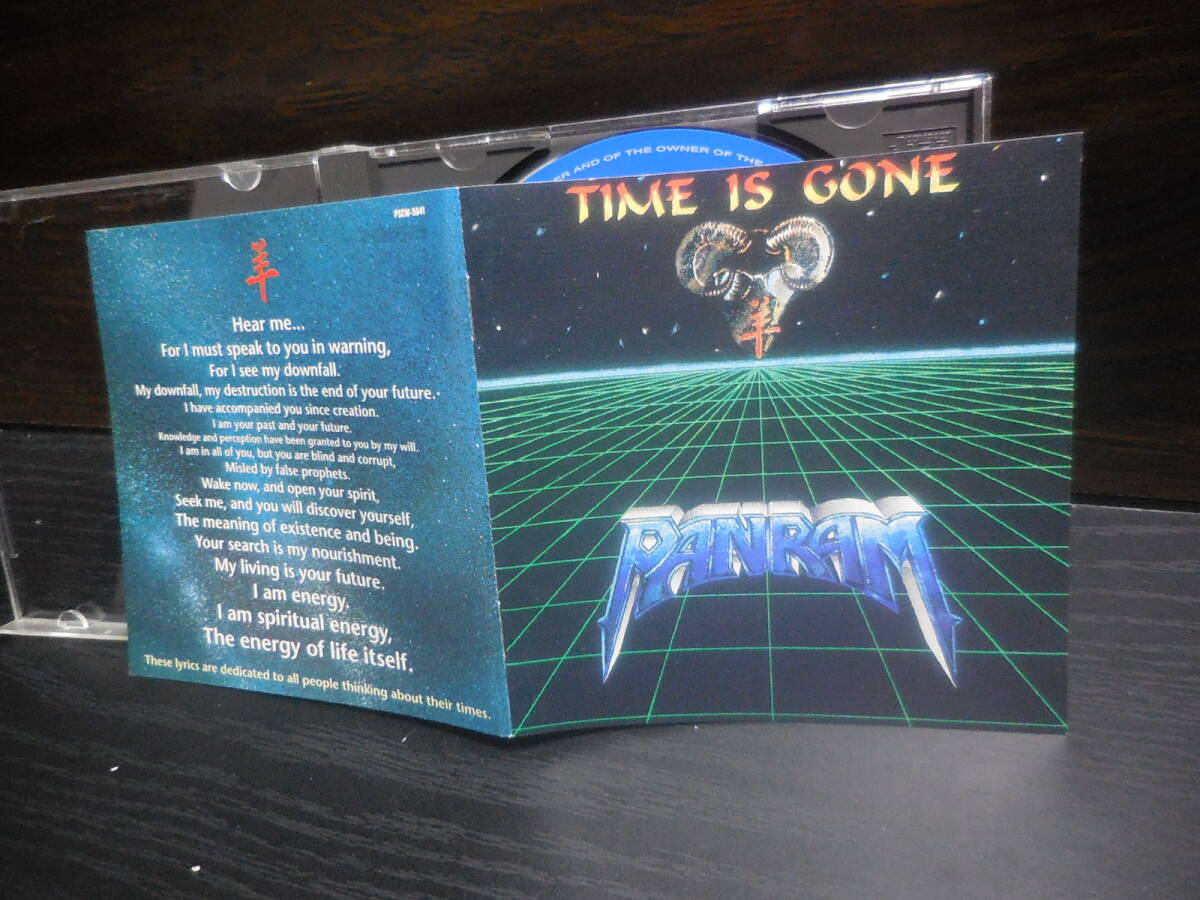 PSCW-5041
羊
Hear me...
For I must speak to you in warning,
For I see my downfall.
My downfall, my destruction is the end of your future.
I have accompanied you since creation.
I am your past and your future.
Knowledge and perception have been granted to you by my will.
I am in all of you, but you are blind and corrupt,
Misled by false prophets.
Wake now, and open your spirit,
Seek me, and you will discover yourself,
The meaning of existence and being.
Your search is my nourishment.
My living is your future.
I am energy.
I am spiritual energy,
The energy of life itself.
These lyrics are dedicated to all people thinking about their times.
AND OF THE OWNER OF THE
TIME IS GONE
羊
PANRAM